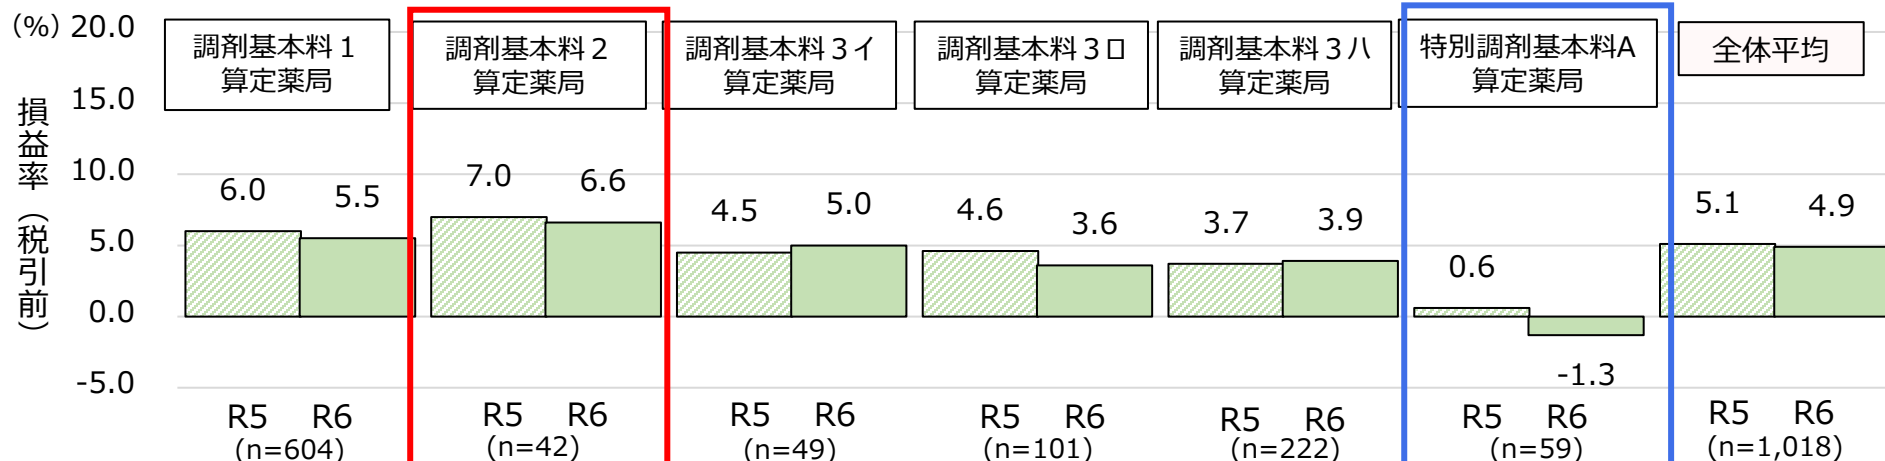 (%) 20.0
15.0
10.0
5.0
0.0
-5.0
損益率（税引前）
調剤基本料１
算定薬局
調剤基本料２
算定薬局
調剤基本料３イ
算定薬局
調剤基本料３ロ
算定薬局
調剤基本料３ハ
算定薬局
特別調剤基本料A
算定薬局
全体平均
6.0 5.5
7.0 6.6
4.5 5.0
4.6 3.6
3.7 3.9
0.6 -1.3
5.1 4.9
R5 R6
(n=604)
R5 R6
(n=42)
R5 R6
(n=49)
R5 R6
(n=101)
R5 R6
(n=222)
R5 R6
(n=59)
R5 R6
(n=1,018)